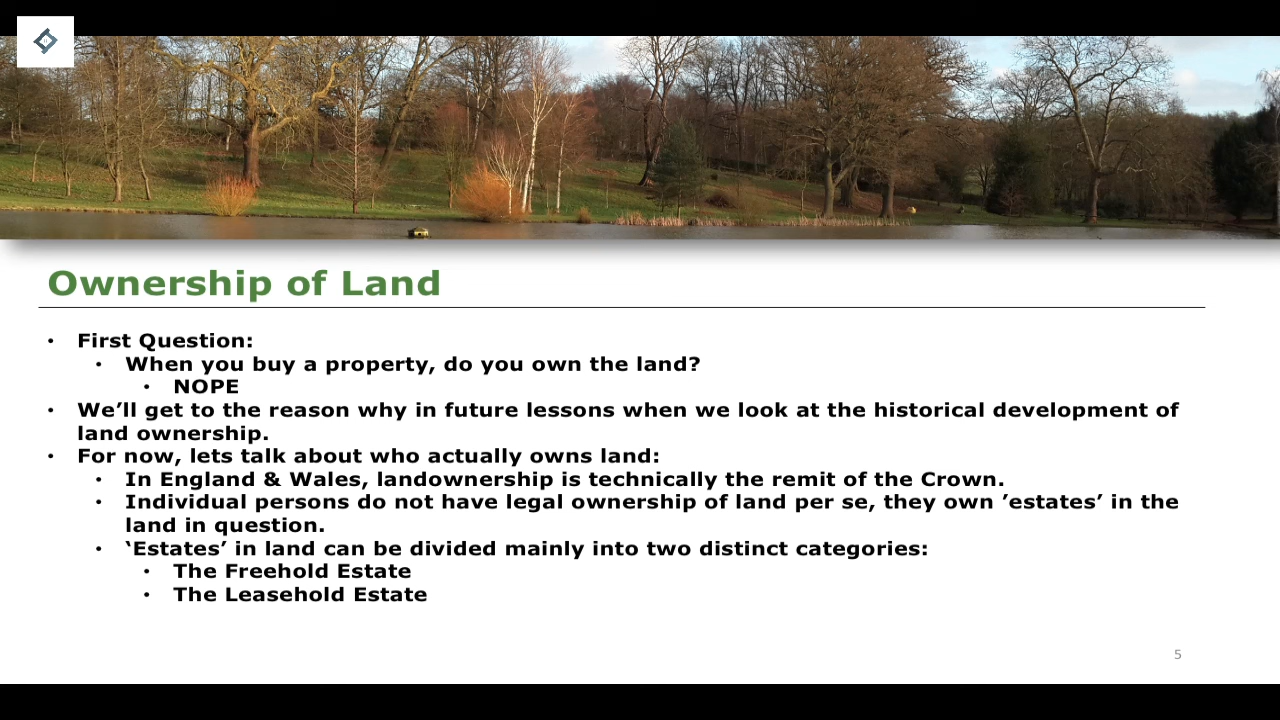 Ownership of Land
• First Question:
• When you buy a property, do you own the land?
• NOPE
• We’ll get to the reason why in future lessons when we look at the historical development of
land ownership.
• For now, lets talk about who actually owns land:
• In England & Wales, landownership is technically the remit of the Crown.
• Individual persons do not have legal ownership of land per se, they own ’estates’ in the
land in question.
• ‘Estates’ in land can be divided mainly into two distinct categories:
• The Freehold Estate
• The Leasehold Estate
5